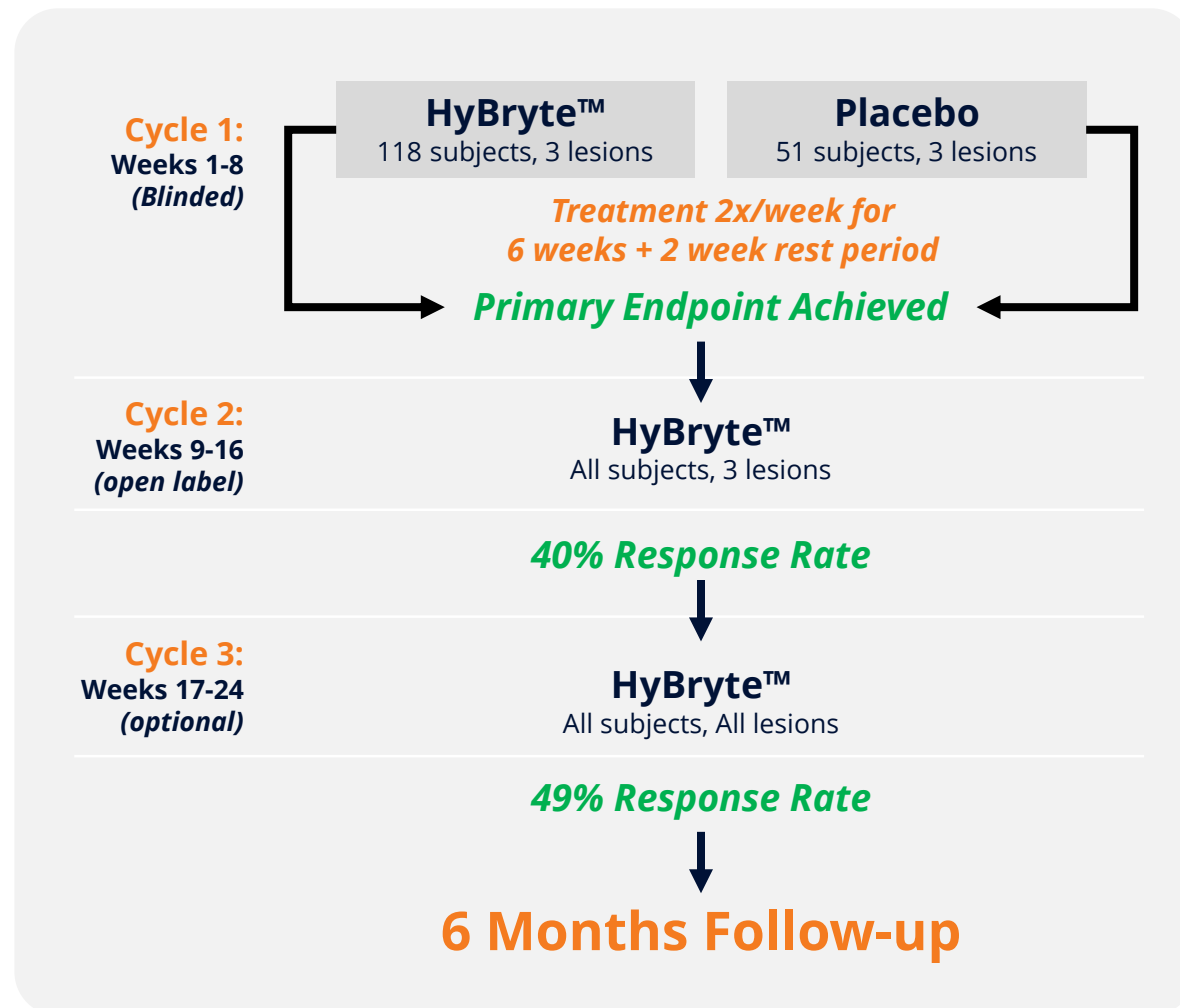 Cycle 1:
Weeks 1-8
(Blinded)
HyBryte™
118 subjects, 3 lesions
Placebo
51 subjects, 3 lesions
Treatment 2x/week for
6 weeks + 2 week rest period
Primary Endpoint Achieved
Cycle 2:
Weeks 9-16
(open label)
HyBryte™
All subjects, 3 lesions
40% Response Rate
Cycle 3:
Weeks 17-24
(optional)
HyBryte™
All subjects, All lesions
49% Response Rate
6 Months Follow-up